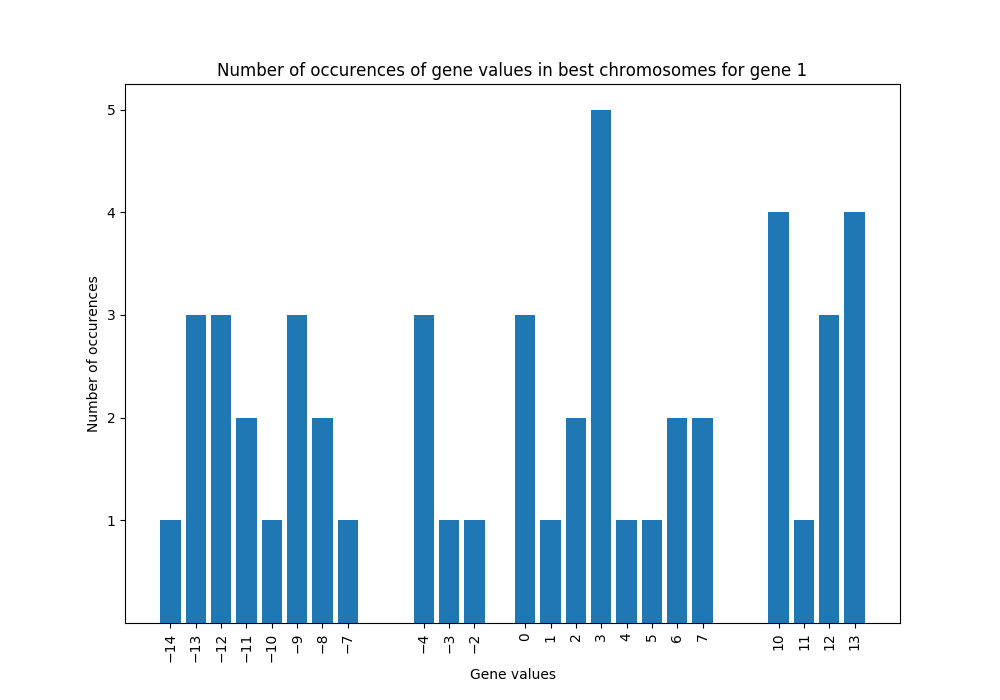 Number of occurences of gene values in best chromosomes for gene 1
Number of occurences
5
4
3
2
1
−14 −13 −12 −11 −10 −9 −8 −7 −4 −3 −2 0 1 2 3 4 5 6 7 10 11 12 13
Gene values